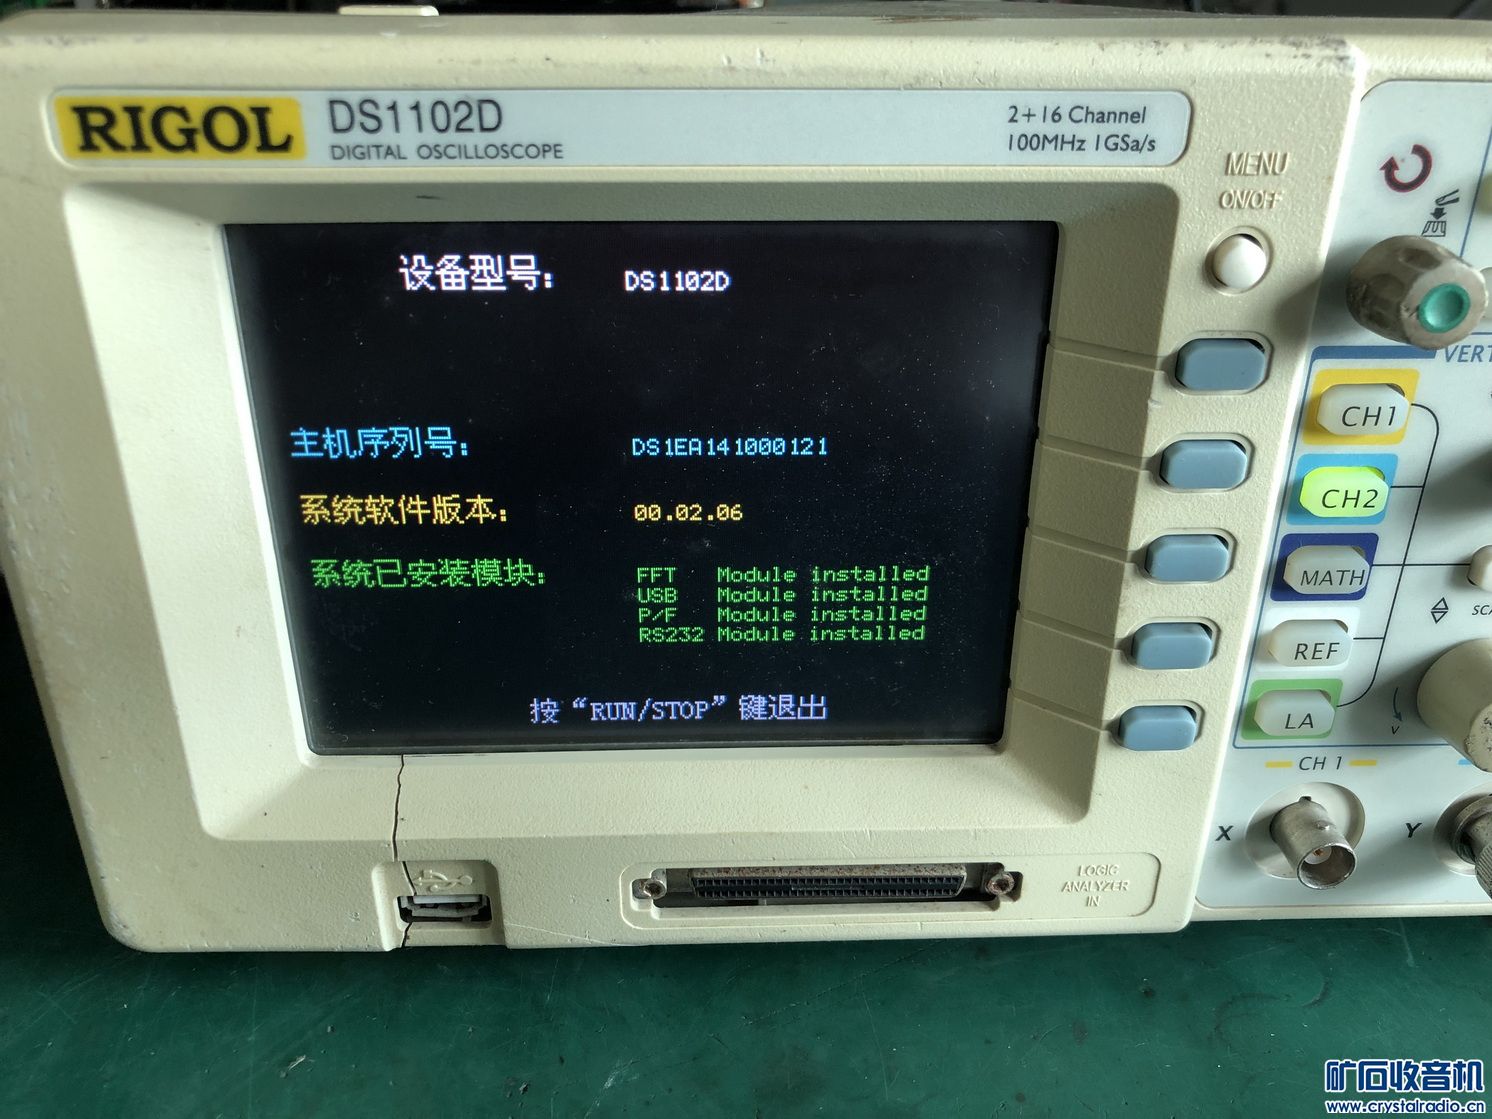 RIGOL DS1102D
DIGITAL OSCILLOSCOPE
2+16 Channel
100MHz 1GSa/s
MENU
ON/OFF
设备型号： DS1102D
主机序列号： DS1EA141000121
系统软件版本： 00.02.06
系统已安装模块： FFT Module installed
USB Module installed
P/F Module installed
RS232 Module installed
按“RUN/STOP”键退出
VERT
CH1
CH2
MATH
REF
LA
SCA
CH 1
X
Y
V
LOGIC
ANALYZER
IN
矿石收音机
www.crystalradio.cn